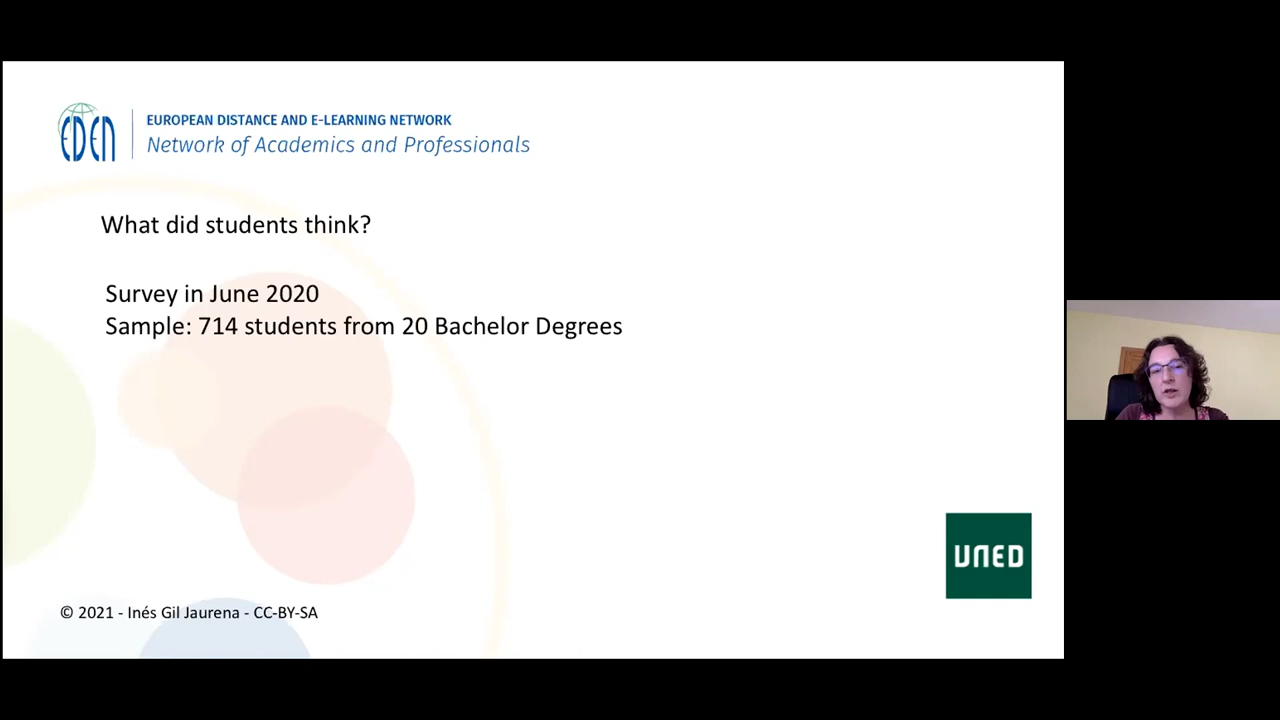 EDEN
EUROPEAN DISTANCE AND E-LEARNING NETWORK
Network of Academics and Professionals
What did students think?
Survey in June 2020
Sample: 714 students from 20 Bachelor Degrees
UNED
© 2021 - Inés Gil Jaurena - CC-BY-SA